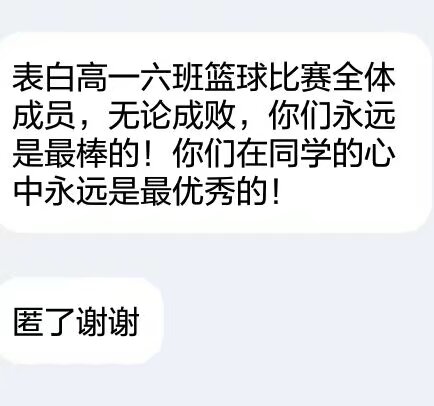 表白高一六班篮球比赛全体
成员，无论成败，你们永远
是最棒的！你们在同学的心
中永远是最优秀的！
匿了谢谢